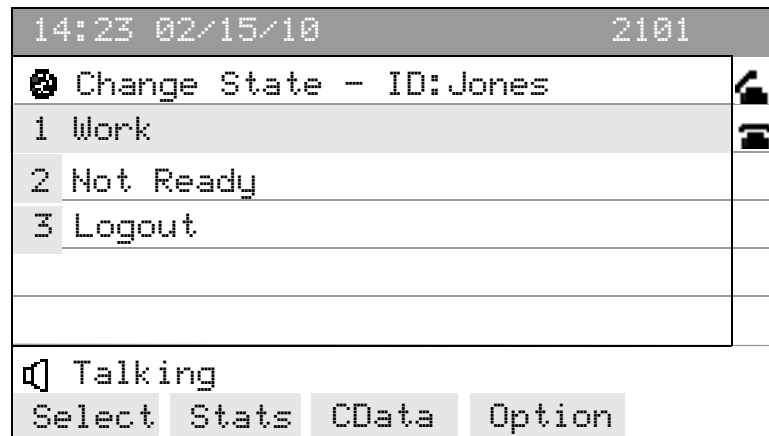 14:23 02/15/10 2101
Change State - ID:Jones
1 Work
2 Not Ready
3 Logout
Talking
Select Stats CData Option